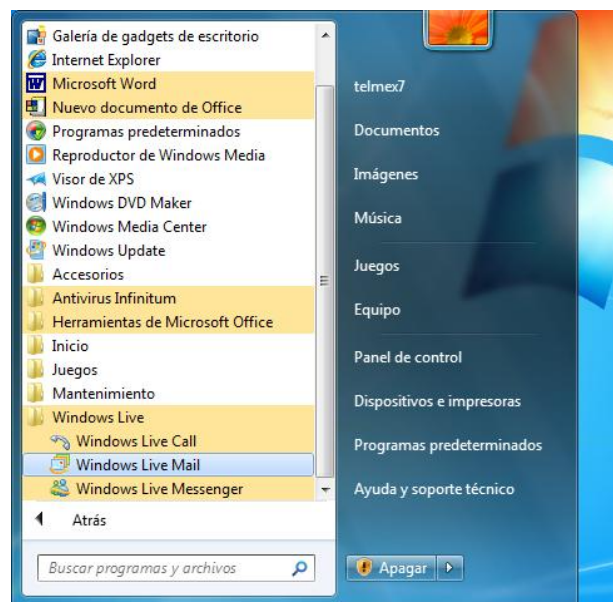 Galería de gadgets de escritorio
Internet Explorer
Microsoft Word
Nuevo documento de Office
Programas predeterminados
Reproductor de Windows Media
Visor de XPS
Windows DVD Maker
Windows Media Center
Windows Update
Accesorios
Antivirus Infinitum
Herramientas de Microsoft Office
Inicio
Juegos
Mantenimiento
Windows Live
Windows Live Call
Windows Live Mail
Windows Live Messenger
Atrás
Buscar programas y archivos
telmex7
Documentos
Imágenes
Música
Juegos
Equipo
Panel de control
Dispositivos e impresoras
Programas predeterminados
Ayuda y soporte técnico
Apagar